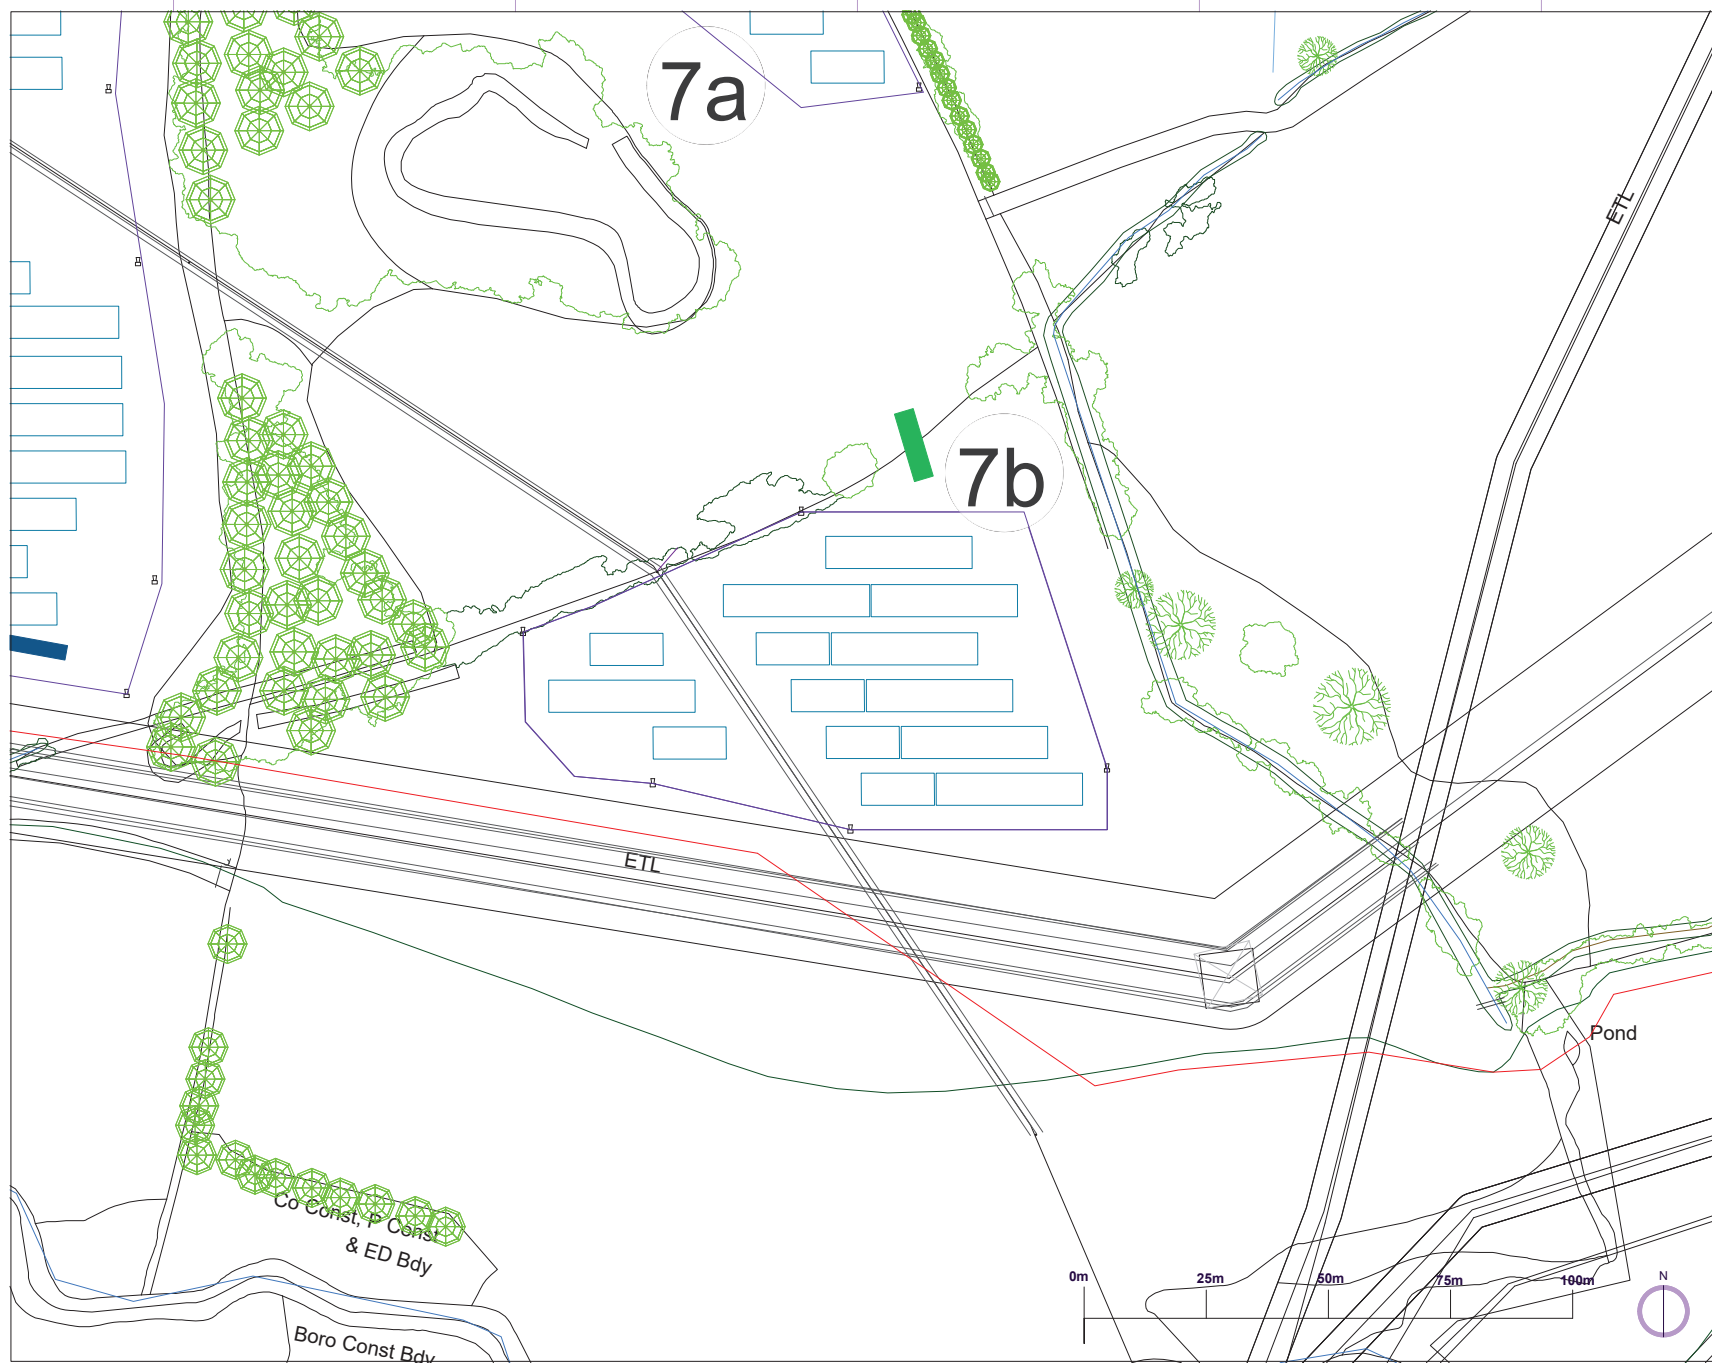 7a
ETL
7b
ETL
Pond
Co Const, P Const
& ED Bdy
0m 25m 50m 75m 100m
N
Boro Const Bdy